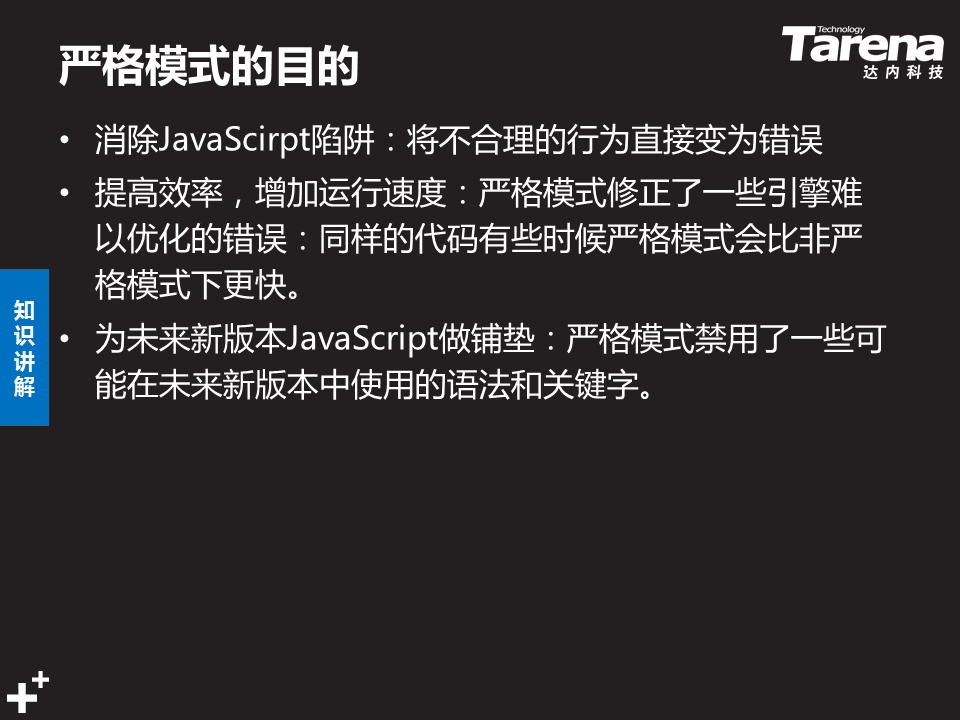 严格模式的目的
Technology
Tarena
达内科技
• 消除JavaScirpt陷阱：将不合理的行为直接变为错误
• 提高效率，增加运行速度：严格模式修正了一些引擎难
以优化的错误：同样的代码有些时候严格模式会比非严
格模式下更快。
• 为未来新版本JavaScript做铺垫：严格模式禁用了一些可
能在未来新版本中使用的语法和关键字。
知
识
讲
解